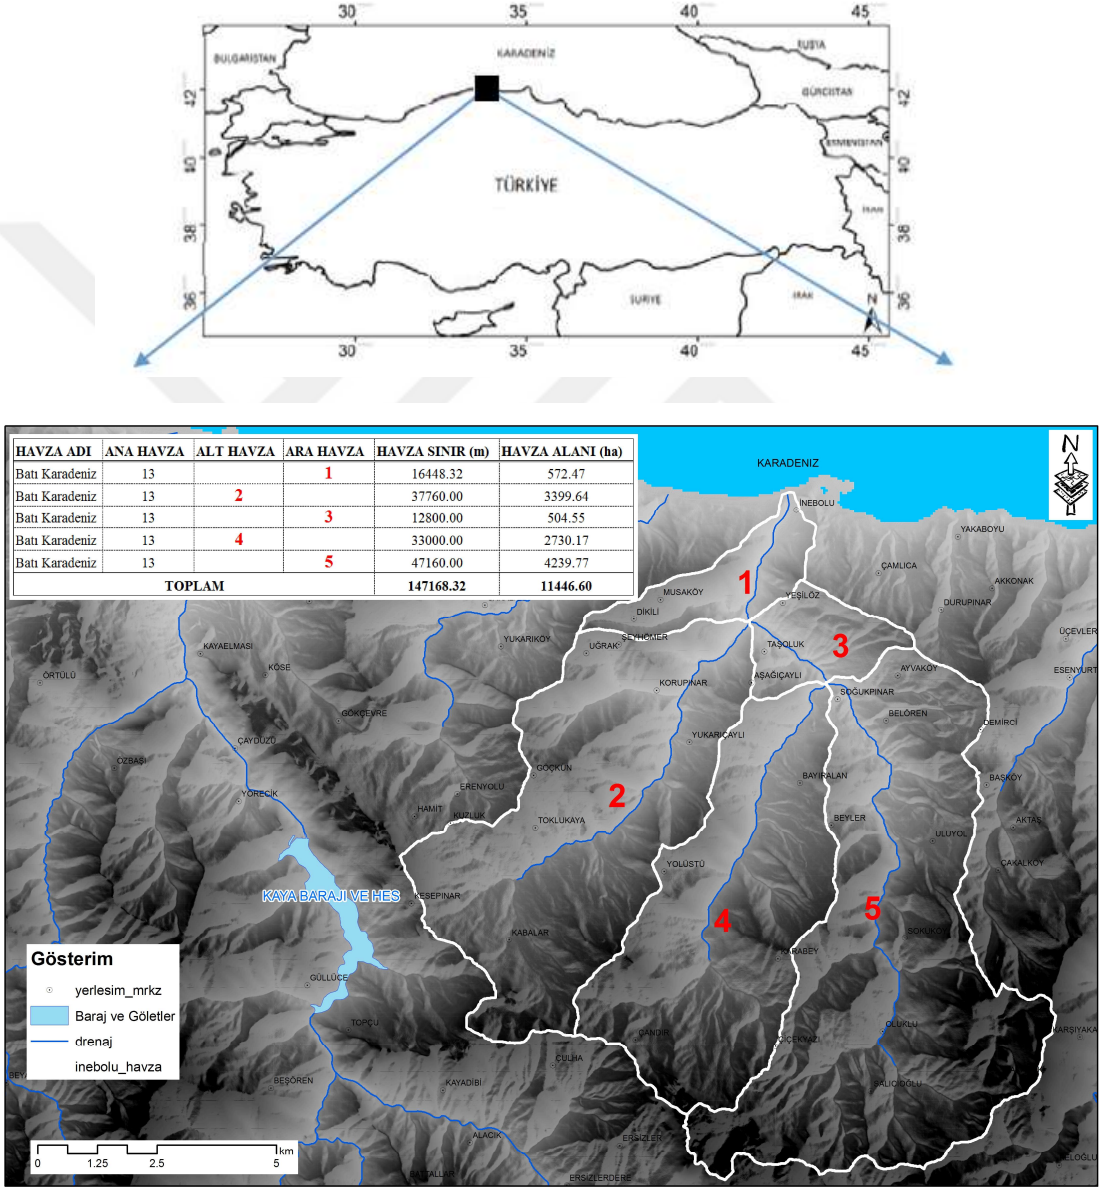 30 35 40 45
BULGARISTAN
KARADENİZ
RUSYA
GÜRCİSTAN
ERMENİSTAN
İRAN
TÜRKİYE
SURİYE
IRAK
N
42 40 38 36
42 40 38 36
30 35 40 45
HAVZA ADI ANA HAVZA ALT HAVZA ARA HAVZA HAVZA SINIR (m) HAVZA ALANI (ha)
Batı Karadeniz 13 1 16448.32 572.47
Batı Karadeniz 13 2 37760.00 3399.64
Batı Karadeniz 13 3 12800.00 504.55
Batı Karadeniz 13 4 33000.00 2730.17
Batı Karadeniz 13 5 47160.00 4239.77
TOPLAM 147168.32 11446.60
N
KARADENİZ
İNEBOLU
YAKABOYU
ÇAMLICA
AKKONAK
1
MUSAKÖY
YEŞİLÖZ
DURUPINAR
DİKİLİ
ÜÇEVLER
YUKARIKÖY
UĞRAK
ŞEYHÖMER
TAŞOLUK
3
KAYAELMASI
KÖSE
ÖRTÜLÜ
KORUPINAR
AŞAĞIÇAYLI
AYVAKÖY
ESENYURT
SOĞUKPINAR
GÖKÇEVRE
BELÖREN
DEMİRCİ
ÇAYDÜZÜ
YUKARIÇAYLI
ÖZBAŞI
GÖÇKÜN
BAYIRALAN
BAŞKÖY
YÖRECİK
ERENYOLU
2
HAMİT
KUZLUK
TOKLUKAYA
BEYLER
ULUYOL
AKTAŞ
YOLÜSTÜ
ÇAKALKÖY
KAYA BARAJI VE HES
KESEPINAR
4
5
KABALAR
SOKUKÖY
KARABEY
Gösterim
yerlesim_mrkz
Baraj ve Göletler
drenaj
inebolu_havza
GÜLLÜCE
TOPÇU
ÇANDIR
ÇİÇEKYAZI
OLUKLU
KARŞIYAKA
ÇULHA
BEŞÖREN
KAYADİBİ
SALICIOĞLU
ALACIK
ERSİZLER
BATTALLAR
ERSİZLERDERE
ELOĞLU
0 1.25 2.5 5 km